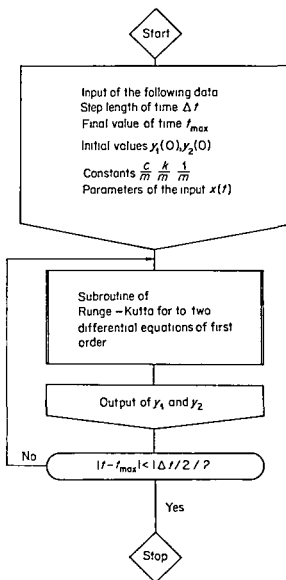 Start
Input of the following data
Step length of time Δt
Final value of time t_max
Initial values y₁(0),y₂(0)
Constants c/m k/m 1/m
Parameters of the input x(t)
Subroutine of
Runge – Kutta for to two
differential equations of first
order
Output of y₁ and y₂
No
|t–t_max|<|Δt/2/?
Yes
Stop